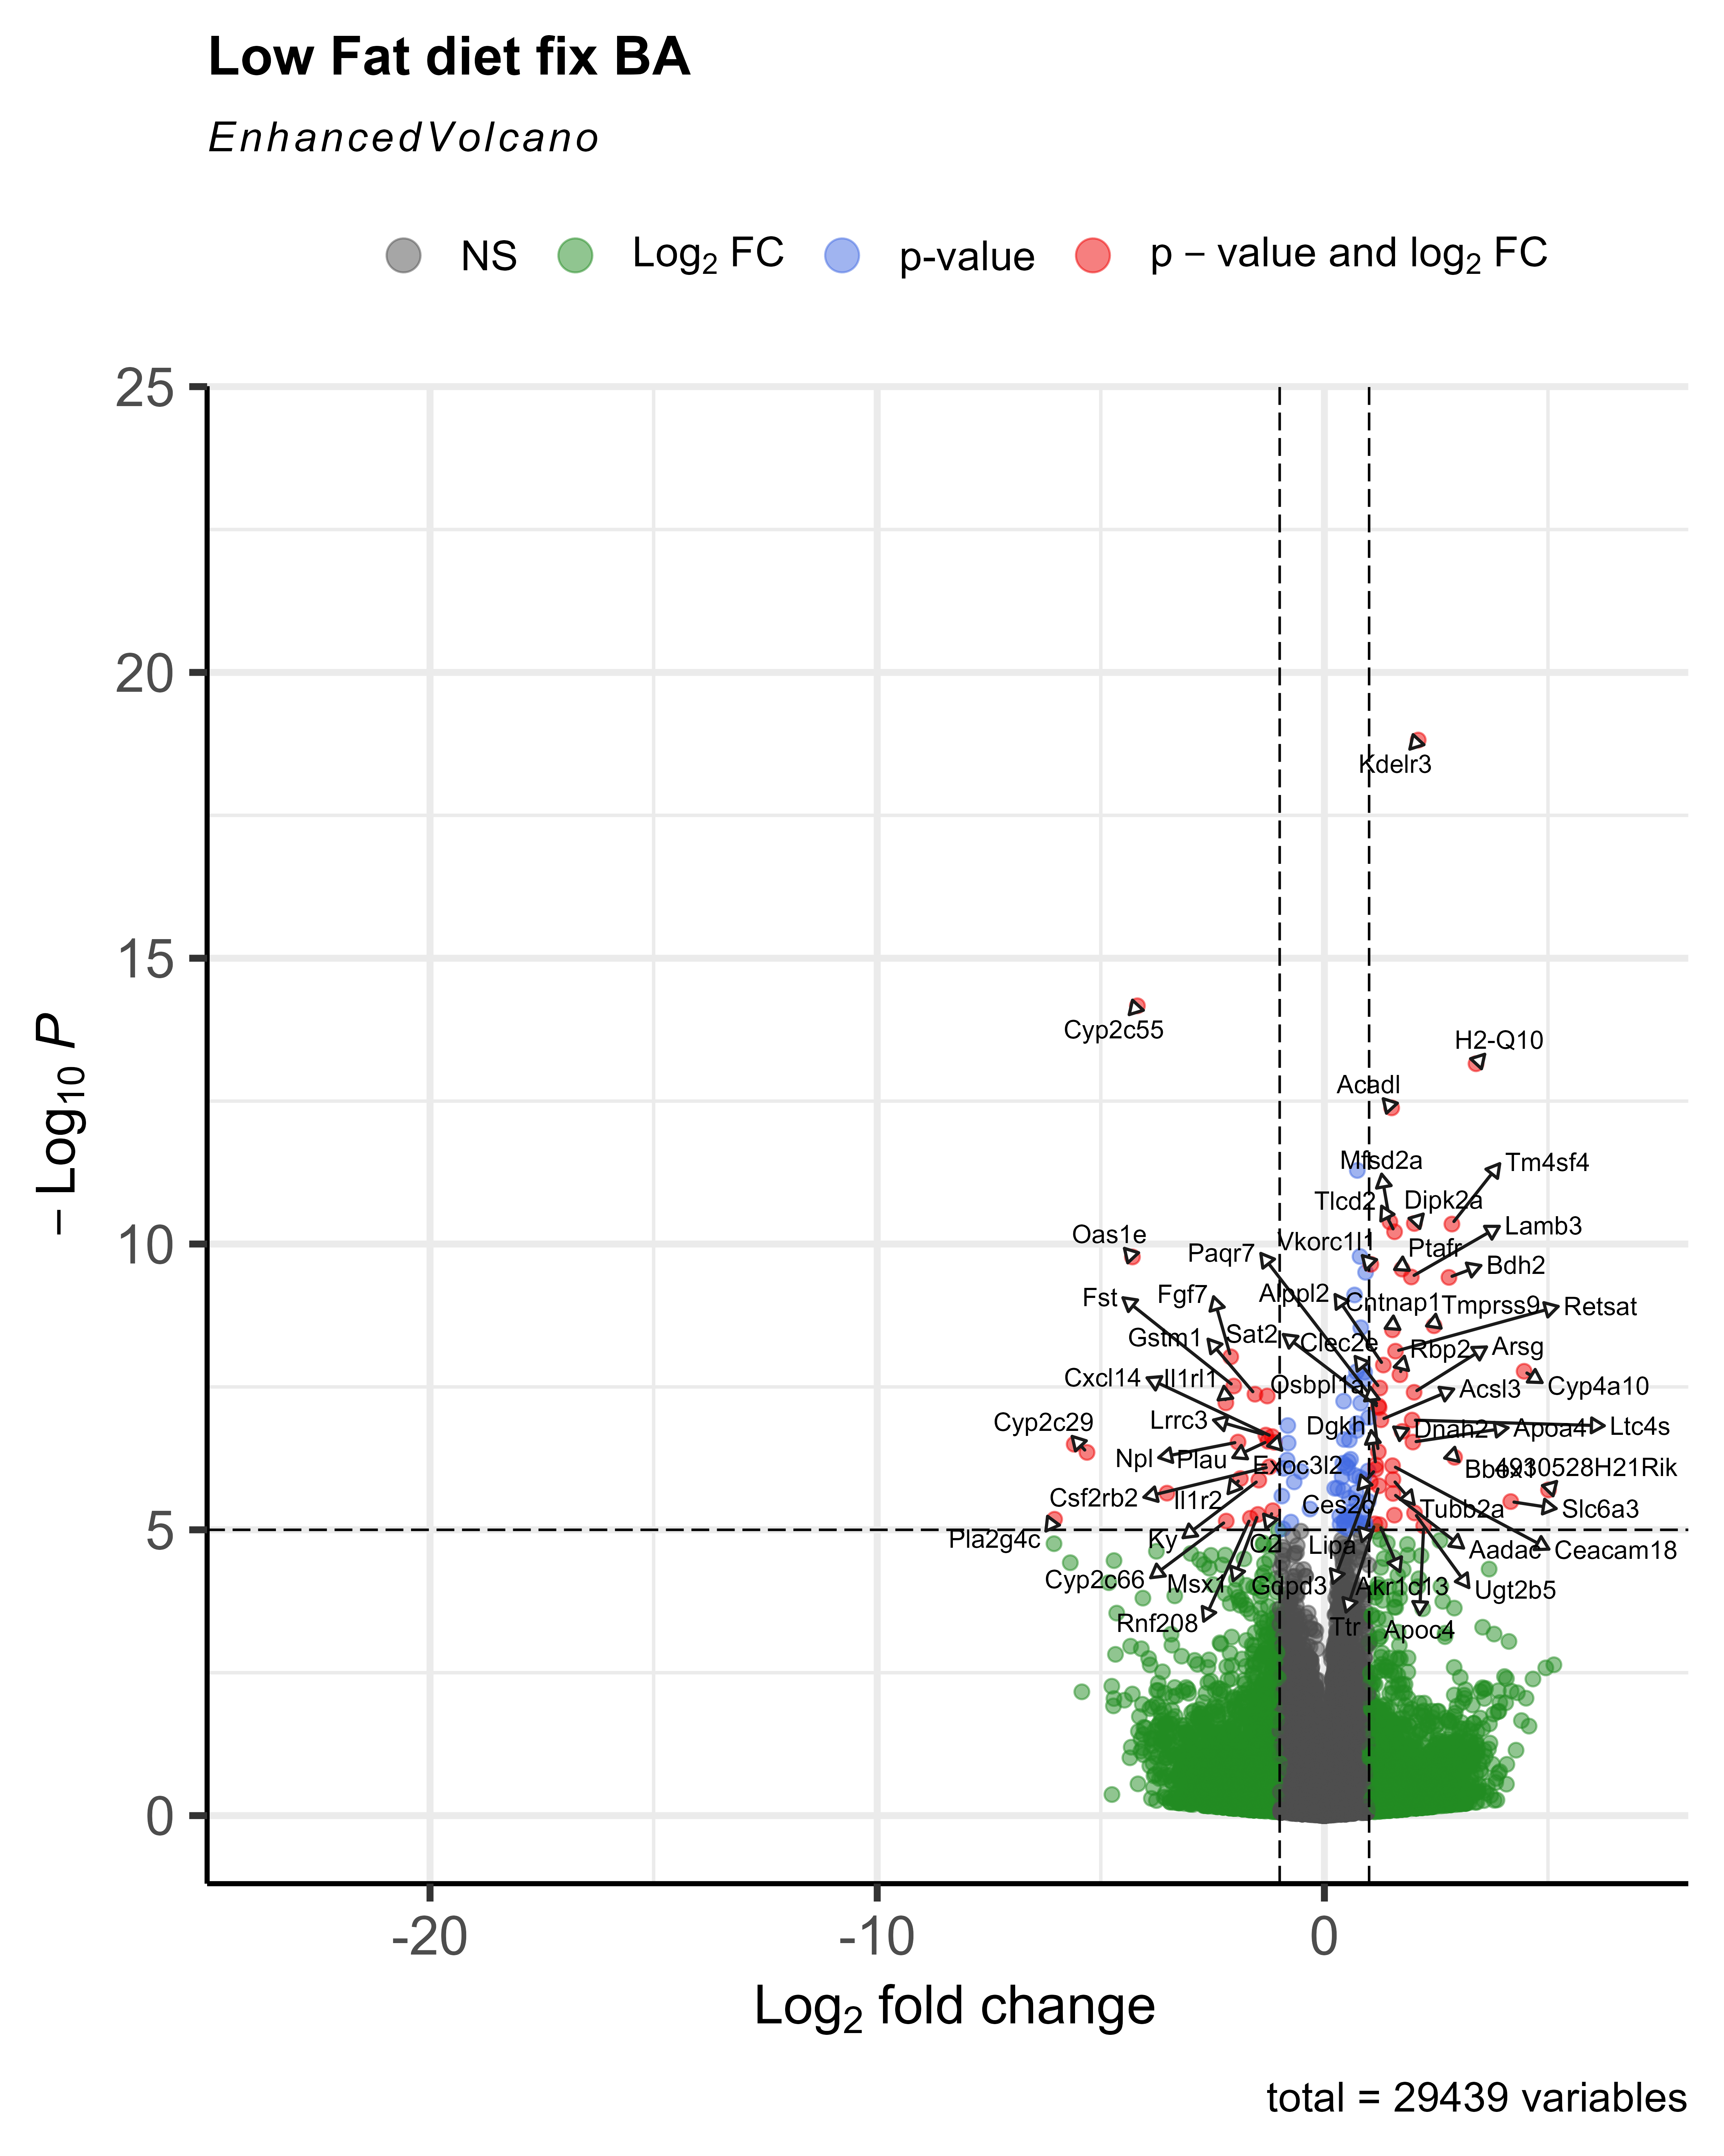 Low Fat diet fix BA
EnhancedVolcano
NS Log2 FC p-value p − value and log2 FC
25
20
15
10
5
0
− Log10 P
Kdelr3
Cyp2c55
H2-Q10
Acadl
Mfsd2a
Tm4sf4
Tlcd2
Dipk2a
Lamb3
Oas1e
Paqr7
Vkorc1l1
Ptafr
Bdh2
Fst
Fgf7
Alppl2
Cntnap1
Tmprss9
Retsat
Gstm1
Sat2
Clec2e
Rbp2
Arsg
Cxcl14
Il1rl1
Osbpl1a
Acsl3
Cyp4a10
Cyp2c29
Lrrc3
Dgkh
Dnah2
Apoa4
Ltc4s
Npl
Plau
Exoc3l2
Bbox1
4930528H21Rik
Csf2rb2
Il1r2
Ces2c
Tubb2a
Slc6a3
Pla2g4c
Ky
C2
Lipa
Aadac
Ceacam18
Cyp2c66
Msx1
Gdpd3
Akr1c13
Ugt2b5
Rnf208
Ttr
Apoc4
-20 -10 0
Log2 fold change
total = 29439 variables